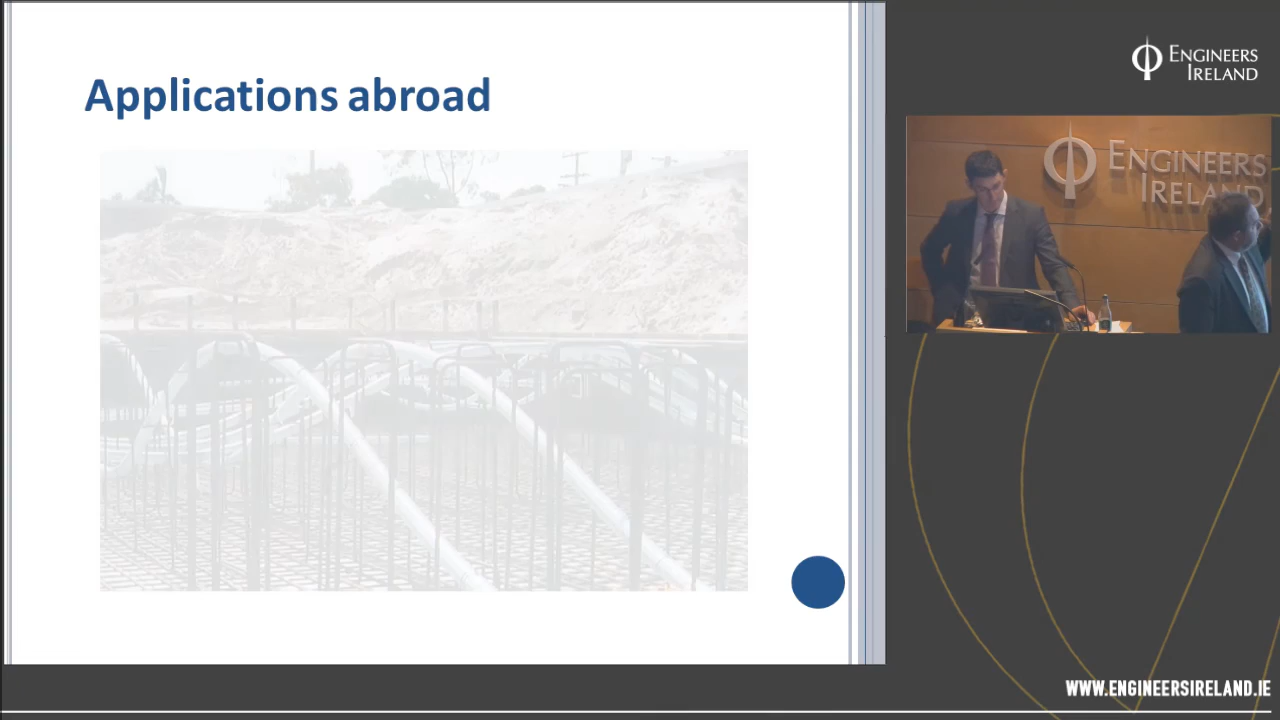 Applications abroad
ENGINEERS
IRELAND
ENGINEERS
IRELAND
WWW.ENGINEERSIRELAND.IE